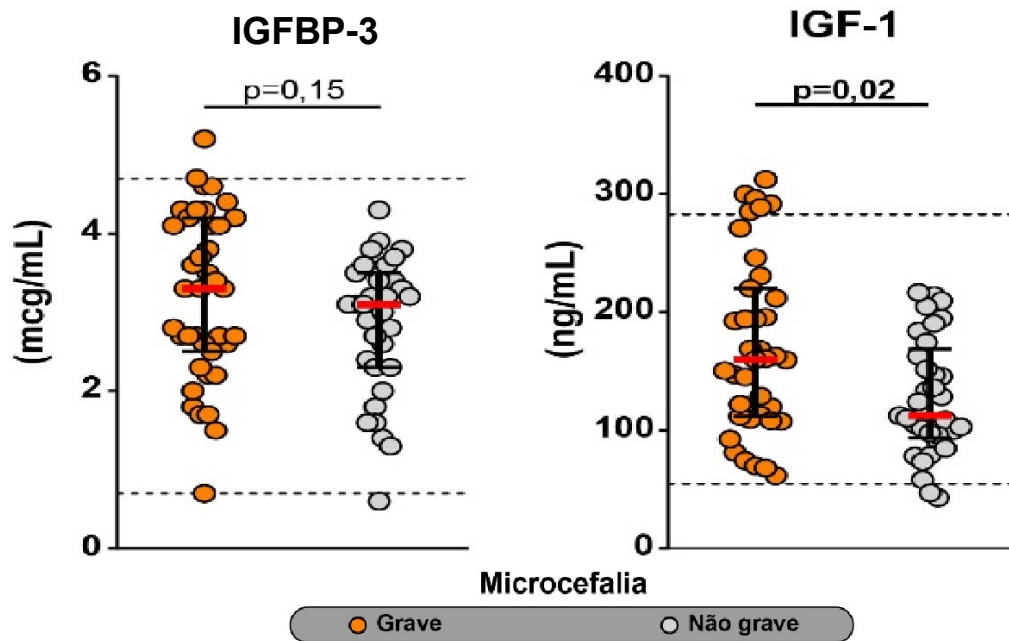 IGFBP-3
(mcg/mL)
6
4
2
0
p=0,15
IGF-1
(ng/mL)
400
300
200
100
0
p=0,02
Microcefalia
Grave
Não grave